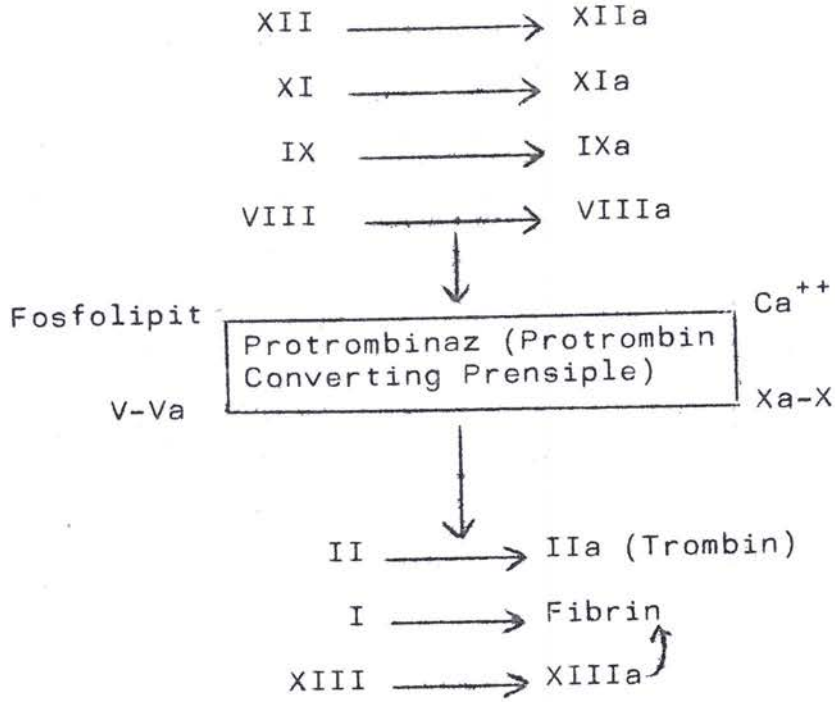 XII XIIa
XI XIa
IX IXa
VIII VIIIa
Fosfolipit Ca++
Protrombinaz (Protrombin
Converting Prensiple)
V-Va Xa-X
II IIa (Trombin)
I Fibrin
XIII XIIIa